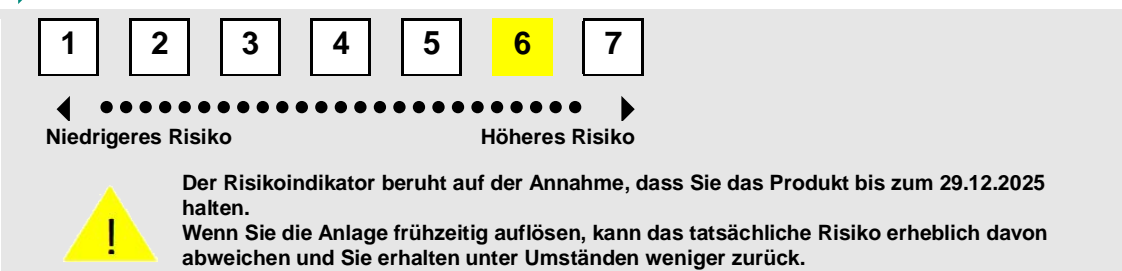 1 2 3 4 5 6 7
Niedrigeres Risiko Höheres Risiko
Der Risikoindikator beruht auf der Annahme, dass Sie das Produkt bis zum 29.12.2025
halten.
!
Wenn Sie die Anlage frühzeitig auflösen, kann das tatsächliche Risiko erheblich davon
abweichen und Sie erhalten unter Umständen weniger zurück.